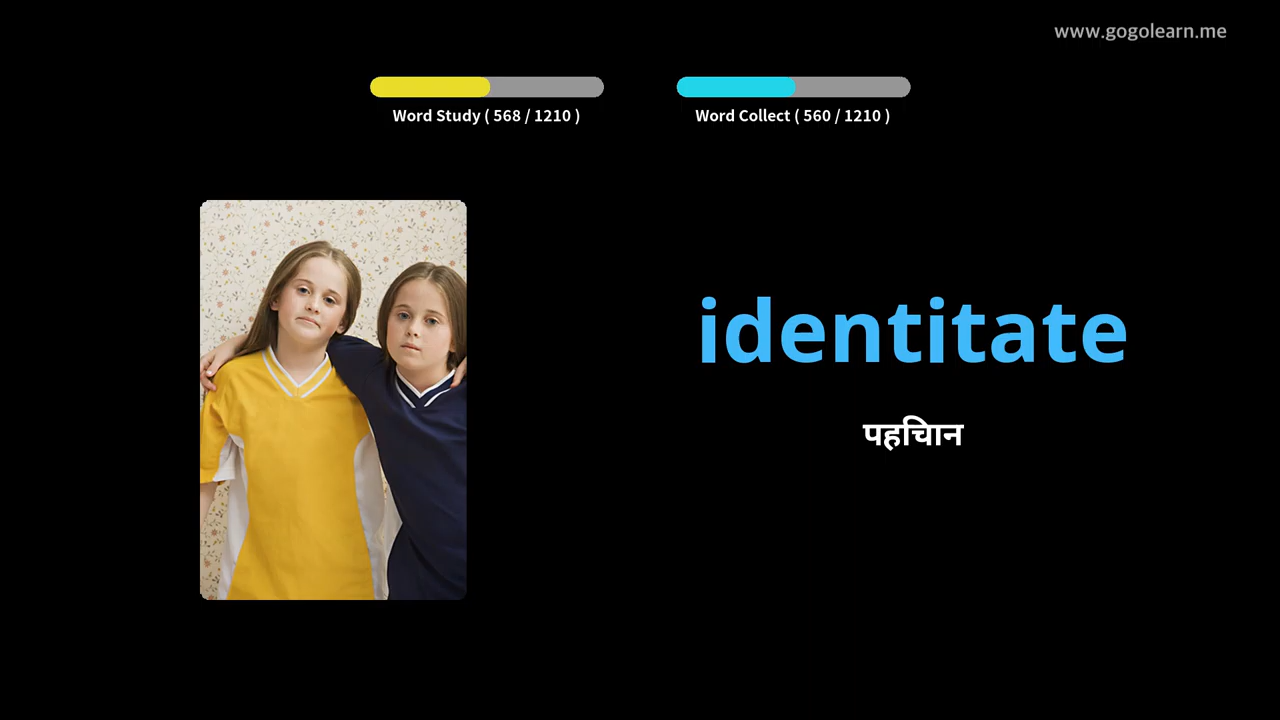 www.gogolearn.me
Word Study ( 568 / 1210 )
Word Collect ( 560 / 1210 )
identitate
पहचिान